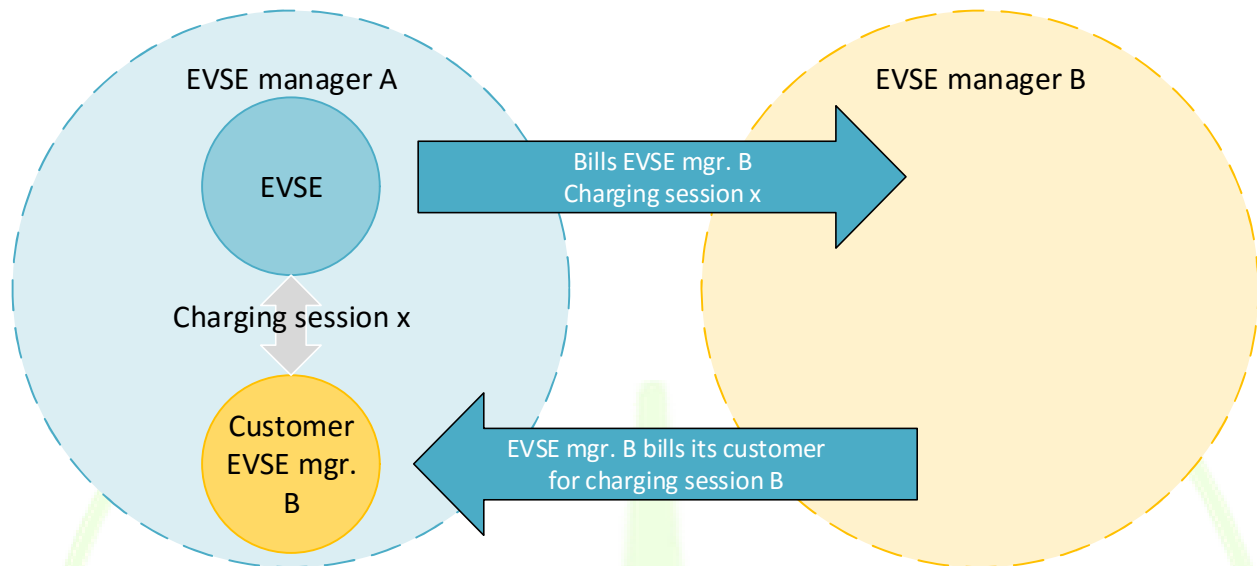 EVSE manager A
EVSE manager B
EVSE
Bills EVSE mgr. B
Charging session x
Charging session x
Customer
EVSE mgr.
B
EVSE mgr. B bills its customer
for charging session B